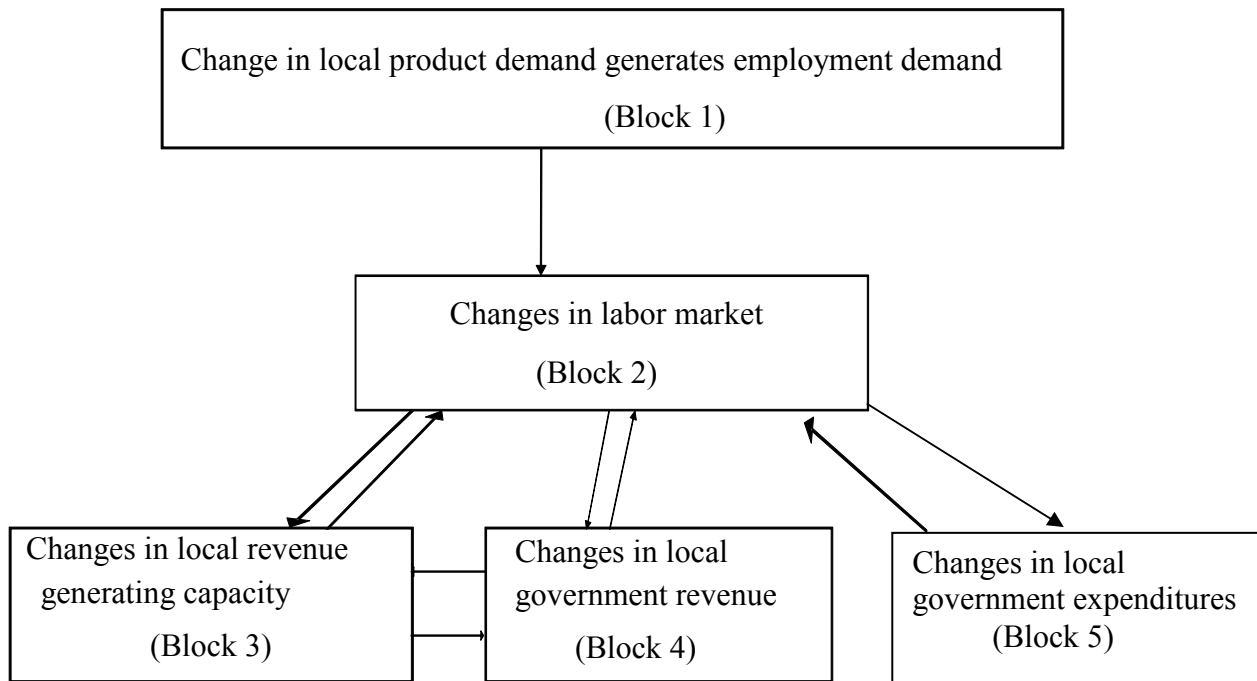 Change in local product demand generates employment demand
(Block 1)
Changes in labor market
(Block 2)
Changes in local revenue
generating capacity
(Block 3)
Changes in local
government revenue
(Block 4)
Changes in local
government expenditures
(Block 5)